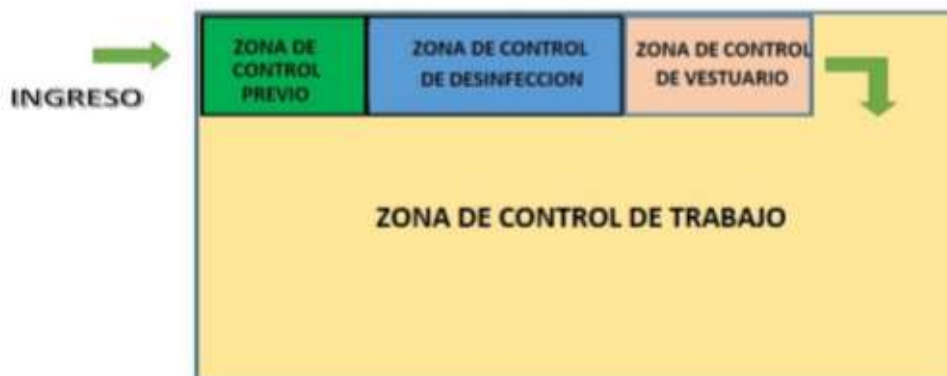 INGRESO
ZONA DE
CONTROL
PREVIO
ZONA DE CONTROL
DE DESINFECCION
ZONA DE CONTROL
DE VESTUARIO
ZONA DE CONTROL DE TRABAJO